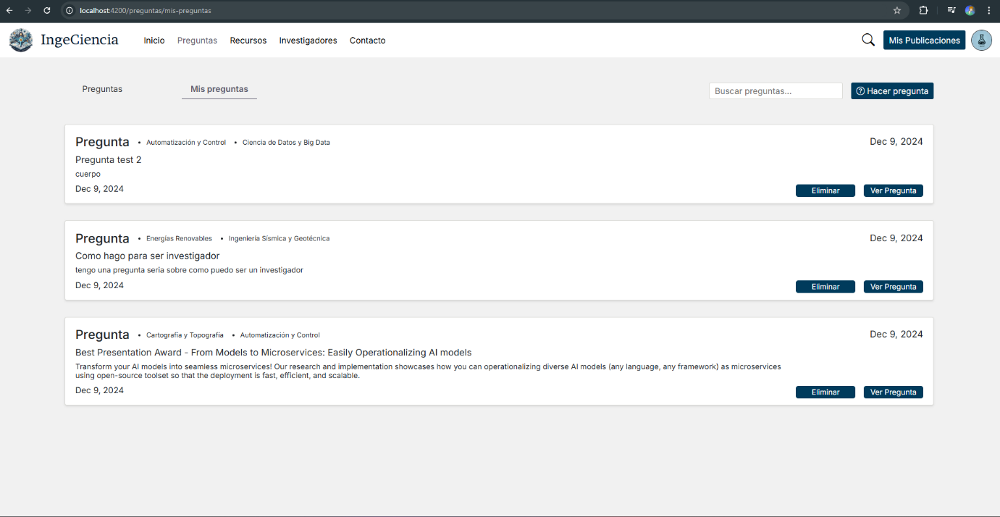 localhost:4200/preguntas/mis-preguntas
IngeCiencia Inicio Preguntas Recursos Investigadores Contacto Mis Publicaciones
Preguntas Mis preguntas Buscar preguntas... Hacer pregunta
Pregunta • Automatización y Control • Ciencia de Datos y Big Data Dec 9, 2024
Pregunta test 2
cuerpo
Dec 9, 2024
Eliminar Ver Pregunta
Pregunta • Energías Renovables • Ingeniería Sísmica y Geotécnica Dec 9, 2024
Como hago para ser investigador
tengo una pregunta seria sobre como puedo ser un investigador
Dec 9, 2024
Eliminar Ver Pregunta
Pregunta • Cartografía y Topografía • Automatización y Control Dec 9, 2024
Best Presentation Award - From Models to Microservices: Easily Operationalizing AI models
Transform your AI models into seamless microservices! Our research and implementation showcases how you can operationalizing diverse AI models (any language, any framework) as microservices
using open-source toolset so that the deployment is fast, efficient, and scalable.
Dec 9, 2024
Eliminar Ver Pregunta